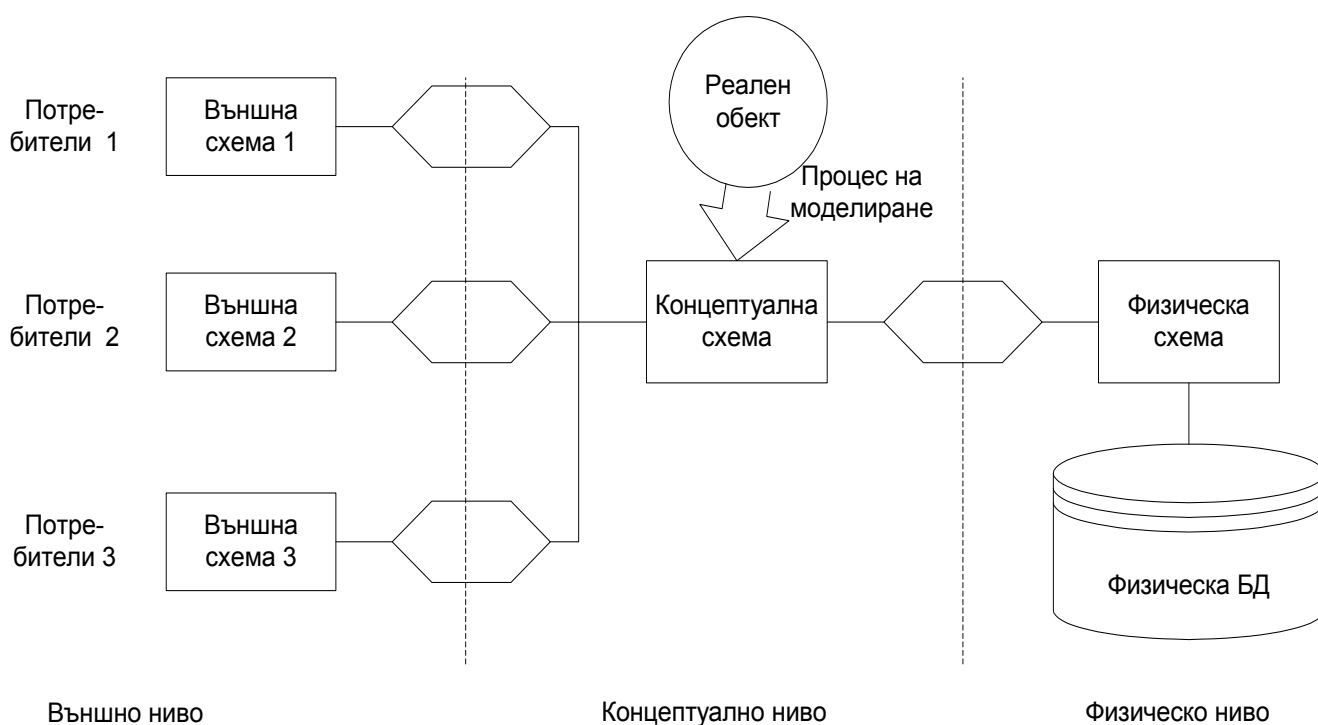 Потре-
бители 1
Външна
схема 1
Реален
обект
Процес на
моделиране
Потре-
бители 2
Външна
схема 2
Концептуална
схема
Физическа
схема
Потре-
бители 3
Външна
схема 3
Физическа БД
Външно ниво
Концептуално ниво
Физическо ниво